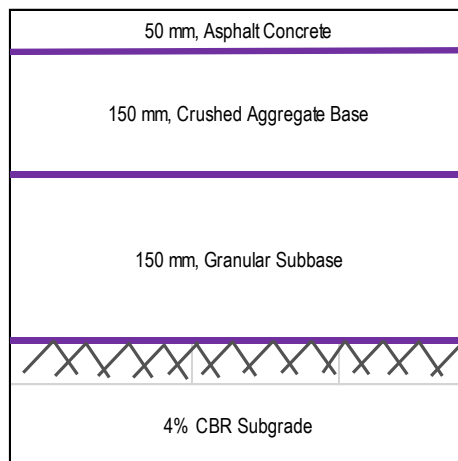 50 mm, Asphalt Concrete
150 mm, Crushed Aggregate Base
150 mm, Granular Subbase
4% CBR Subgrade